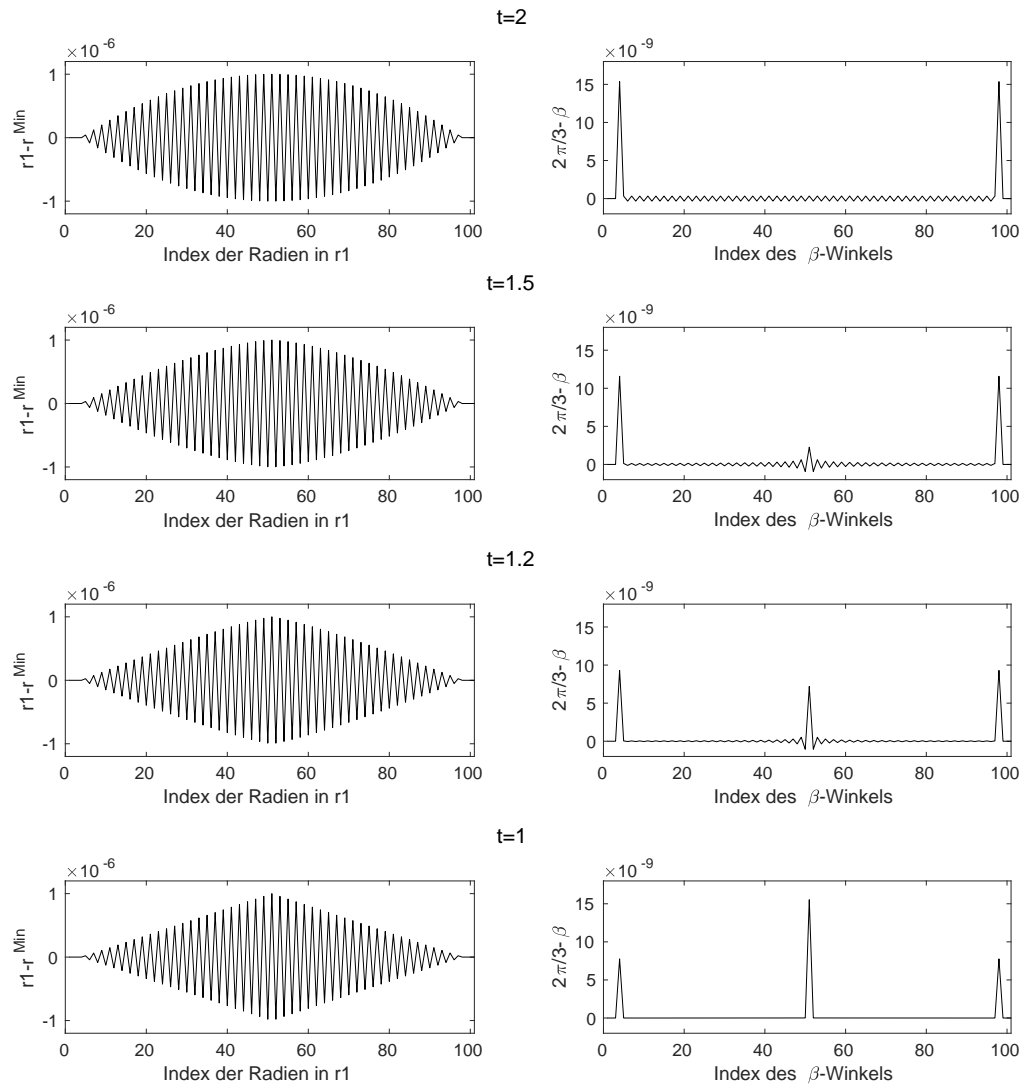 t=2
×10 -6
r1-r Min
1
0
-1
0 20 40 60 80 100
Index der Radien in r1
×10 -9
2π/3-β
15
10
5
0
0 20 40 60 80 100
Index des β-Winkels
t=1.5
×10 -6
r1-r Min
1
0
-1
0 20 40 60 80 100
Index der Radien in r1
×10 -9
2π/3-β
15
10
5
0
0 20 40 60 80 100
Index des β-Winkels
t=1.2
×10 -6
r1-r Min
1
0
-1
0 20 40 60 80 100
Index der Radien in r1
×10 -9
2π/3-β
15
10
5
0
0 20 40 60 80 100
Index des β-Winkels
t=1
×10 -6
r1-r Min
1
0
-1
0 20 40 60 80 100
Index der Radien in r1
×10 -9
2π/3-β
15
10
5
0
0 20 40 60 80 100
Index des β-Winkels